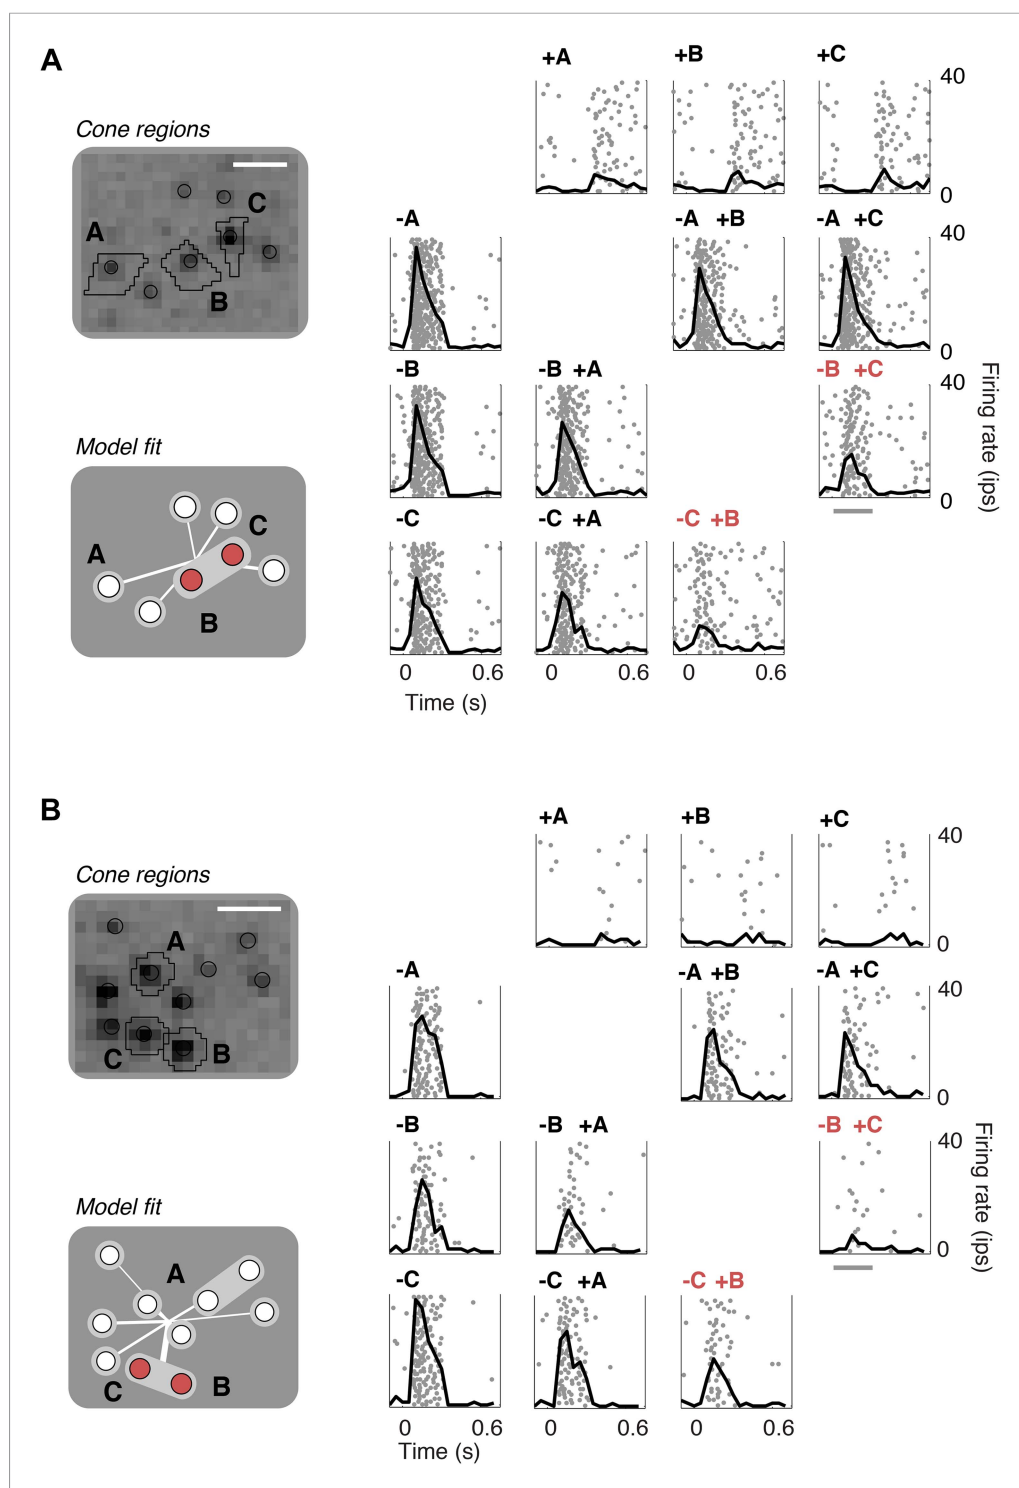 A
+A +B +C
40
0
Cone regions
A
C
B
-A
-A +B
-A +C
40
0
-B
-B +A
-B +C
40
0
Firing rate (ips)
Model fit
A
C
B
-C
-C +A
-C +B
0 0.6 0 0.6 0 0.6
Time (s)
B
+A +B +C
40
0
Cone regions
A
C
B
-A
-A +B
-A +C
40
0
-B
-B +A
-B +C
40
0
Firing rate (ips)
Model fit
A
C
B
-C
-C +A
-C +B
0 0.6 0 0.6 0 0.6
Time (s)